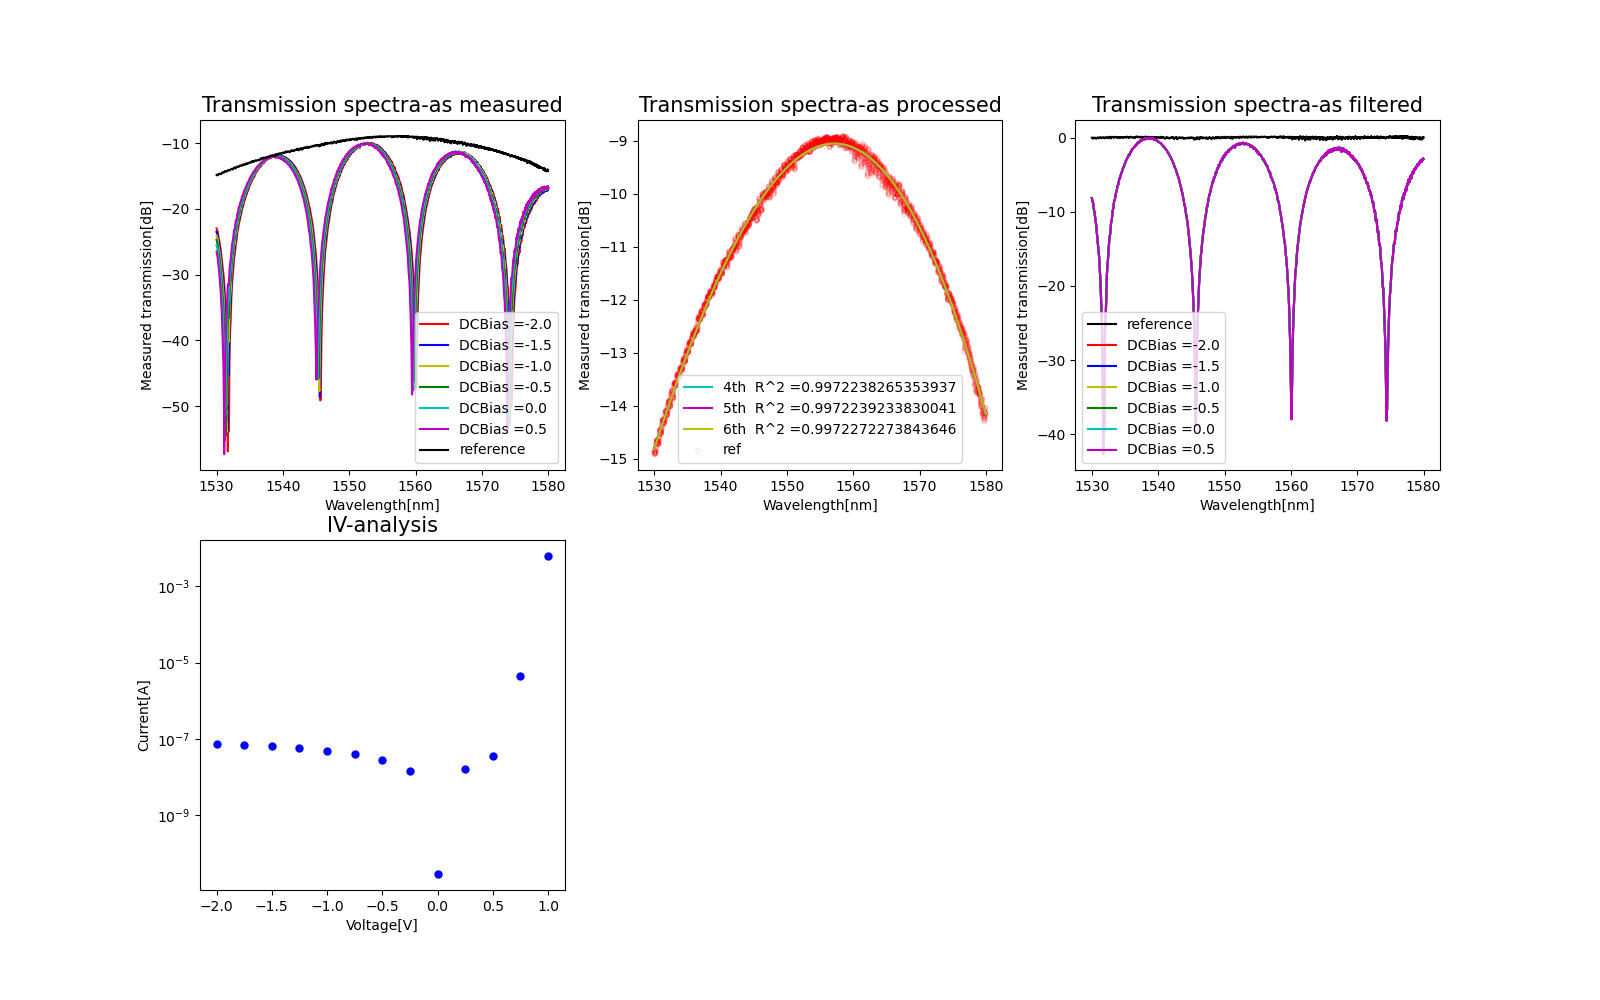 Transmission spectra-as measured
Measured transmission[dB]
−10
−20
−30
−40
−50
DCBias =-2.0
DCBias =-1.5
DCBias =-1.0
DCBias =-0.5
DCBias =0.0
DCBias =0.5
reference
1530 1540 1550 1560 1570 1580
Wavelength[nm]
Transmission spectra-as processed
Measured transmission[dB]
−9
−10
−11
−12
−13
−14
−15
4th R^2 =0.9972238265353937
5th R^2 =0.9972239233830041
6th R^2 =0.9972272273843646
ref
1530 1540 1550 1560 1570 1580
Wavelength[nm]
Transmission spectra-as filtered
Measured transmission[dB]
0
−10
−20
−30
−40
reference
DCBias =-2.0
DCBias =-1.5
DCBias =-1.0
DCBias =-0.5
DCBias =0.0
DCBias =0.5
1530 1540 1550 1560 1570 1580
Wavelength[nm]
IV-analysis
Current[A]
10⁻³
10⁻⁵
10⁻⁷
10⁻⁹
−2.0 −1.5 −1.0 −0.5 0.0 0.5 1.0
Voltage[V]